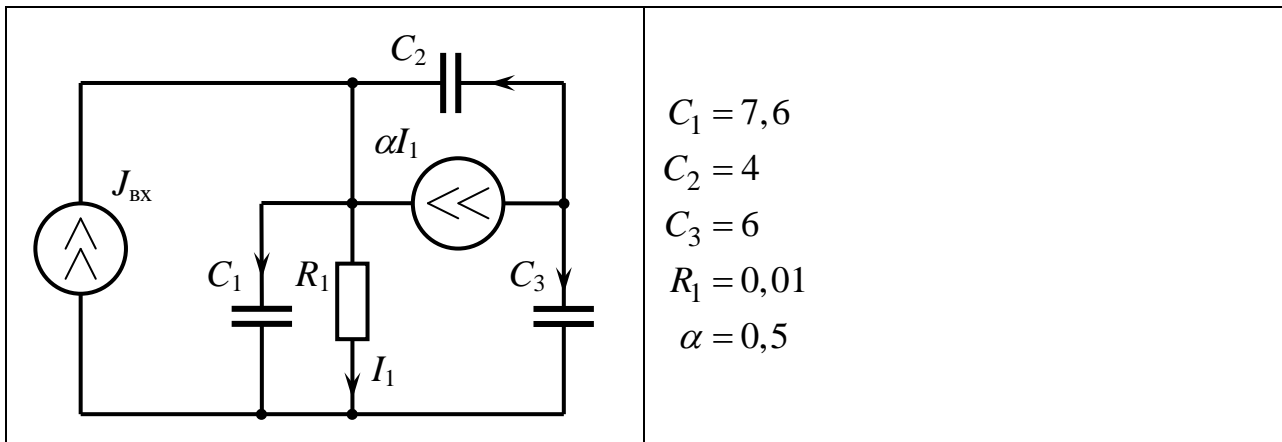 C₂
αI₁
Jвх
C₁
R₁
C₃
I₁
C₁ = 7,6
C₂ = 4
C₃ = 6
R₁ = 0,01
α = 0,5